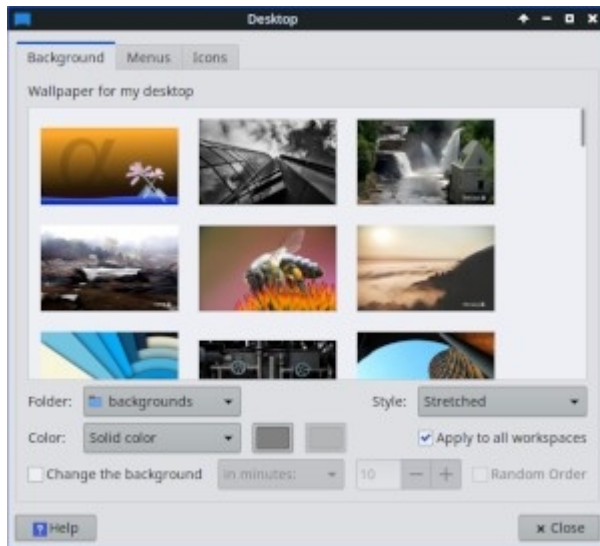 Desktop
Background Menus Icons
Wallpaper for my desktop
α
Folder: backgrounds Style: Stretched
Color: Solid color Apply to all workspaces
Change the background in minutes: 10 Random Order
Help Close